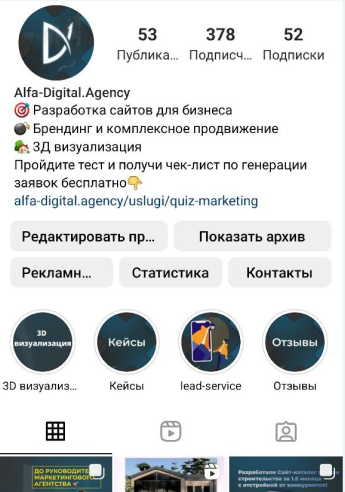 53 378 52
Публика... Подписч... Подписки
Alfa-Digital.Agency
🎯 Разработка сайтов для бизнеса
💣 Брендинг и комплексное продвижение
🏡 3Д визуализация
Пройдите тест и получи чек-лист по генерации
заявок бесплатно👇
alfa-digital.agency/uslugi/quiz-marketing
Редактировать пр... Показать архив
Рекламн... Статистика Контакты
3D
визуализация
Кейсы
Отзывы
3D визуализ... Кейсы lead-service Отзывы
ДО РУКОВОДИТЕ
МАРКЕТИНГОВОГО
АГЕНТСТВА
Разработали Сайт-каталог
строительства за 1.5 месяца
с отстройкой от конкурентов!